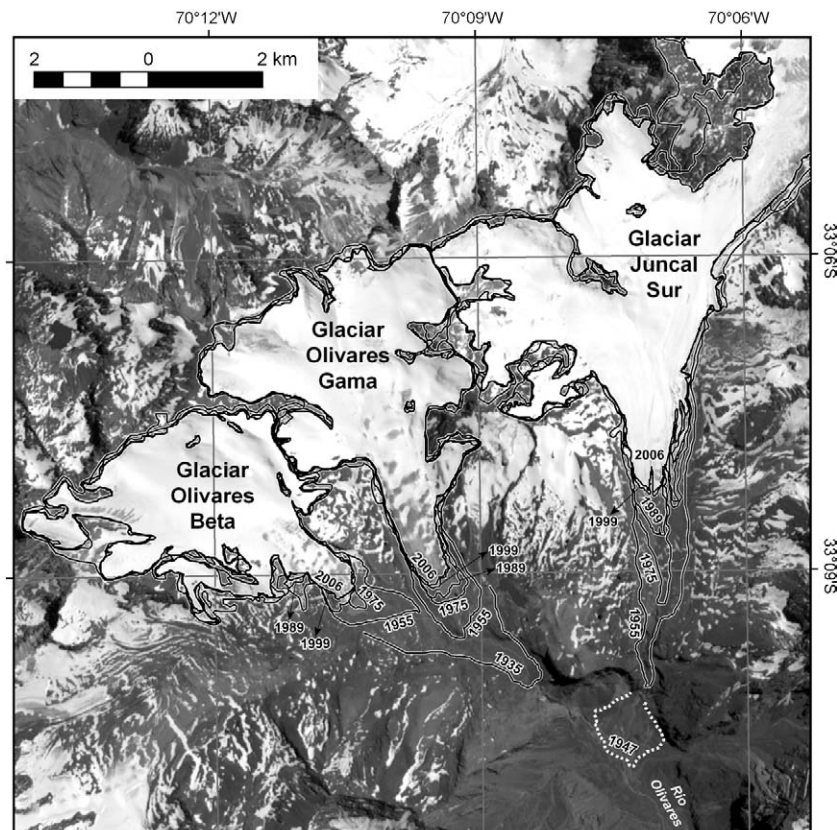 70°12'W 70°09'W 70°06'W
2 0 2 km
33°06'S
33°09'S
Glaciar
Juncal
Sur
Glaciar
Olivares
Gama
Glaciar
Olivares
Beta
2006
1999
1989
1975
1955
2006
1999
1989
1975
1955
2006
1975
1955
1989
1999
1935
1947
Río
Olivares